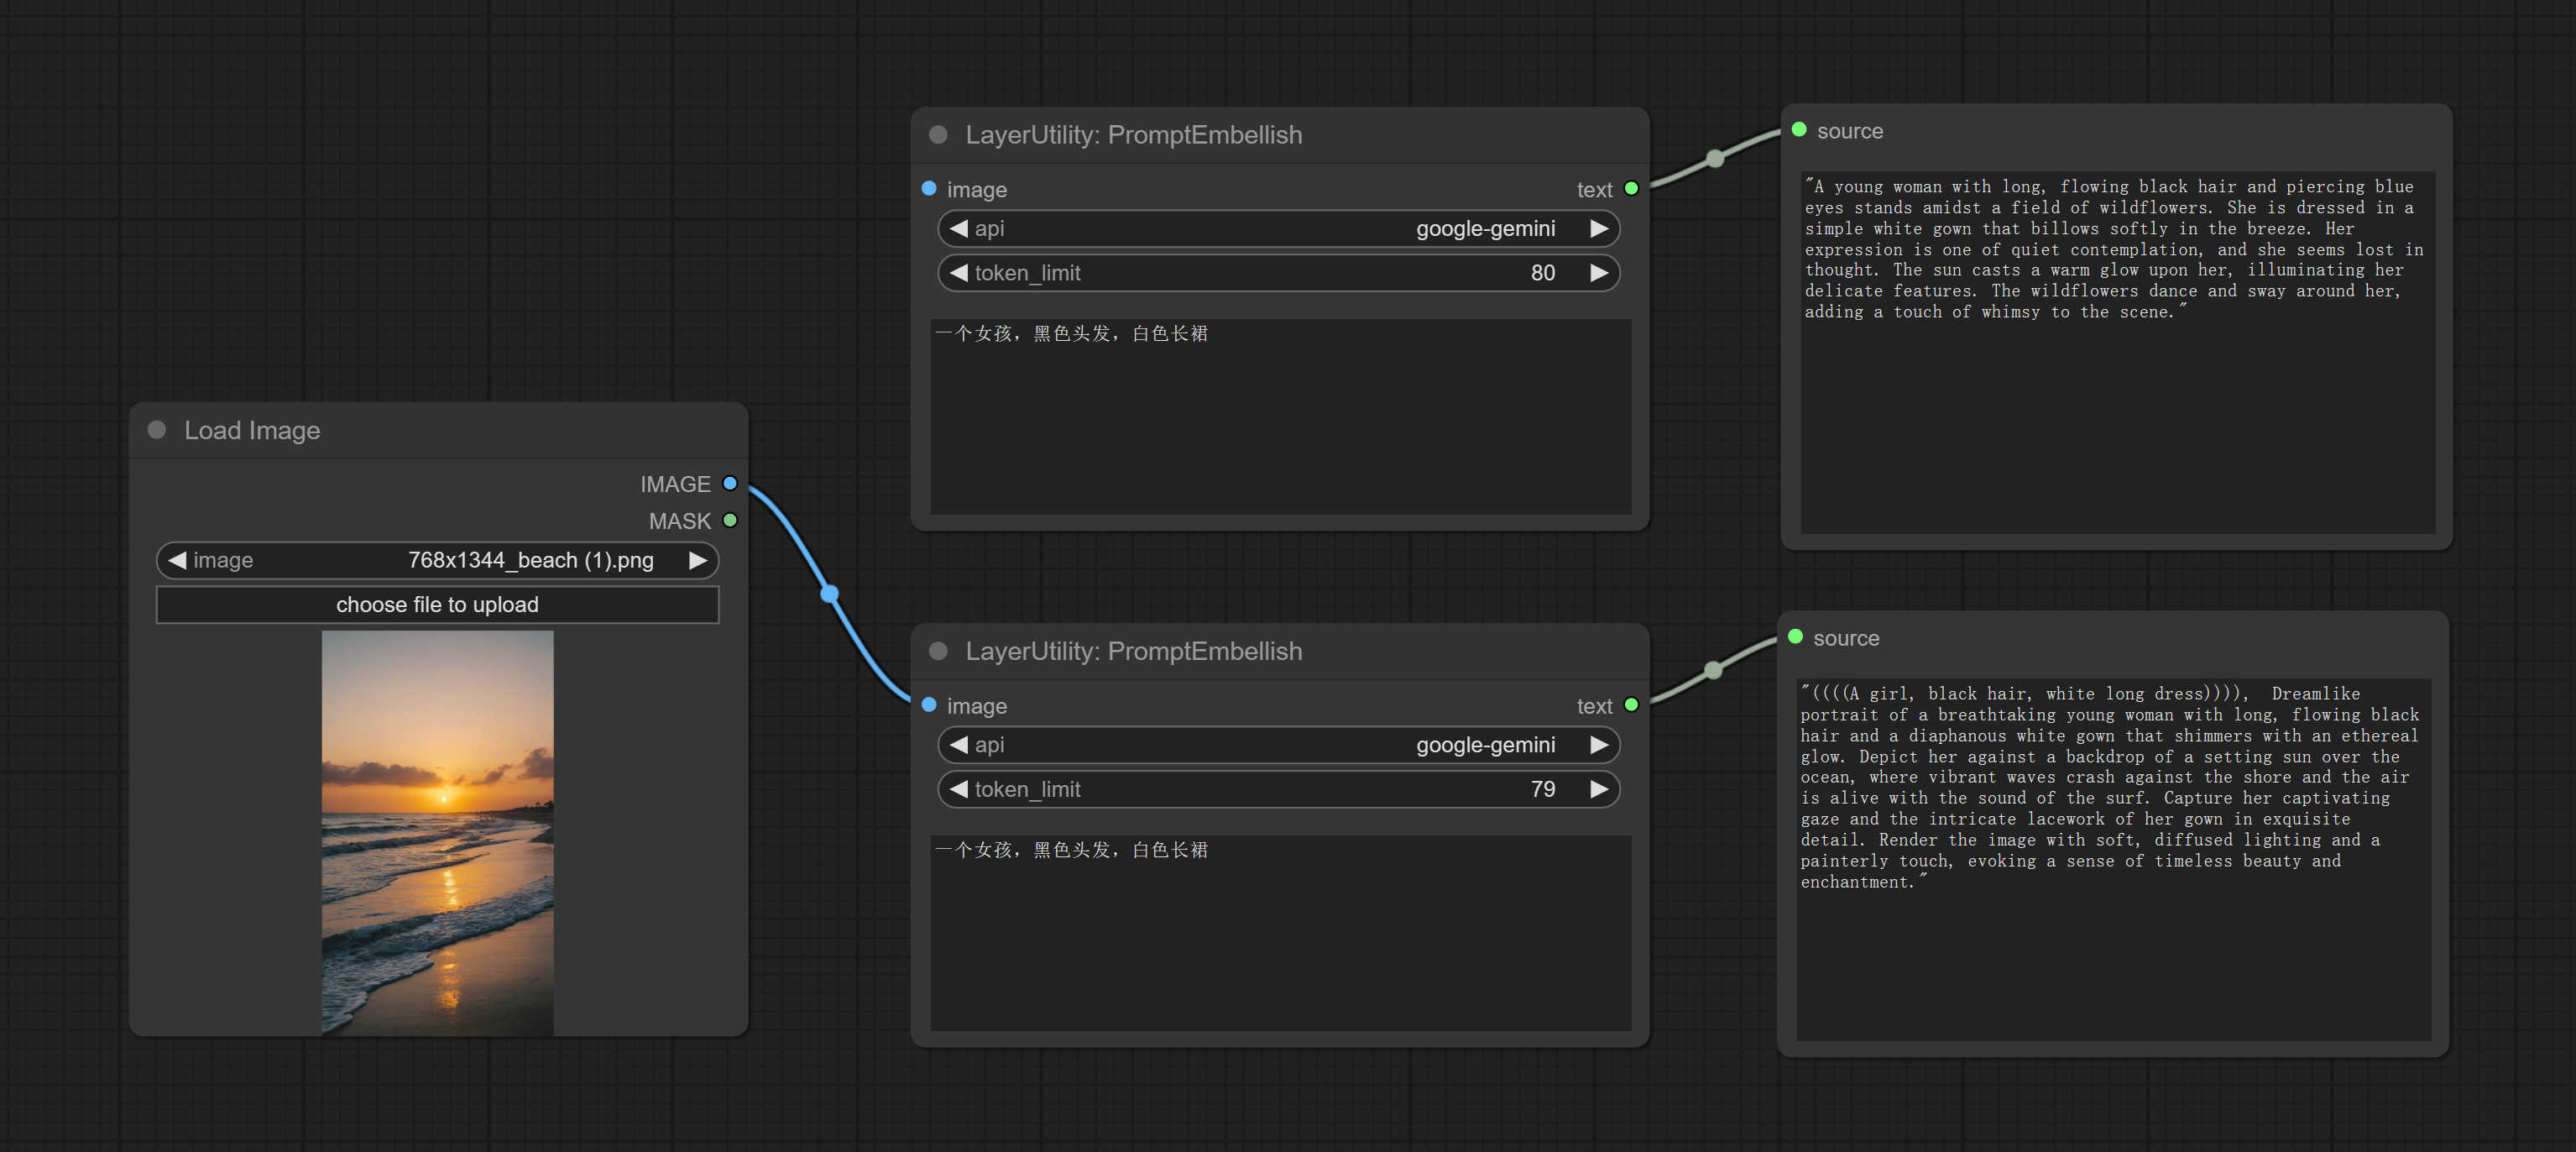 LayerUtility: PromptEmbellish
image
text
api
google-gemini
token_limit
80
一个女孩，黑色头发，白色长裙
source
"A young woman with long, flowing black hair and piercing blue
eyes stands amidst a field of wildflowers. She is dressed in a
simple white gown that billows softly in the breeze. Her
expression is one of quiet contemplation, and she seems lost in
thought. The sun casts a warm glow upon her, illuminating her
delicate features. The wildflowers dance and sway around her,
adding a touch of whimsy to the scene."
Load Image
IMAGE
MASK
image
768x1344_beach (1).png
choose file to upload
LayerUtility: PromptEmbellish
image
text
api
google-gemini
token_limit
79
一个女孩，黑色头发，白色长裙
source
"((((A girl, black hair, white long dress)))),  Dreamlike
portrait of a breathtaking young woman with long, flowing black
hair and a diaphanous white gown that shimmers with an ethereal
glow. Depict her against a backdrop of a setting sun over the
ocean, where vibrant waves crash against the shore and the air
is alive with the sound of the surf. Capture her captivating
gaze and the intricate lacework of her gown in exquisite
detail. Render the image with soft, diffused lighting and a
painterly touch, evoking a sense of timeless beauty and
enchantment."